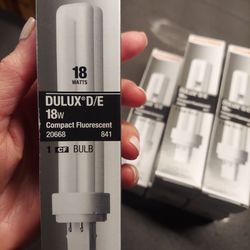 18
WATTS
DULUX® D/E
18W
Compact Fluorescent
20668 841
1 CF BULB